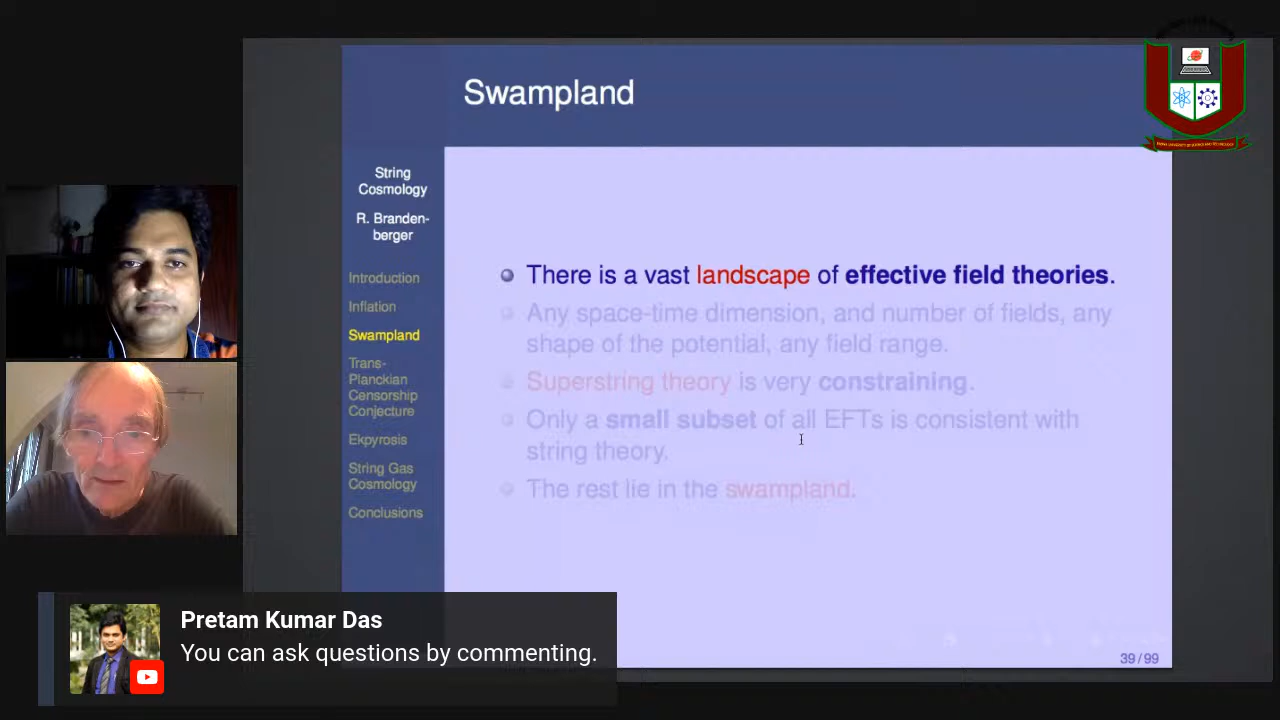 Swampland
String
Cosmology
R. Branden-
berger
Introduction
Inflation
Swampland
Trans-
Planckian
Censorship
Conjecture
Ekpyrosis
String Gas
Cosmology
Conclusions
There is a vast landscape of effective field theories.
Any space-time dimension, and number of fields, any
shape of the potential, any field range.
Superstring theory is very constraining.
Only a small subset of all EFTs is consistent with
string theory.
The rest lie in the swampland.
39/99
Pretam Kumar Das
You can ask questions by commenting.